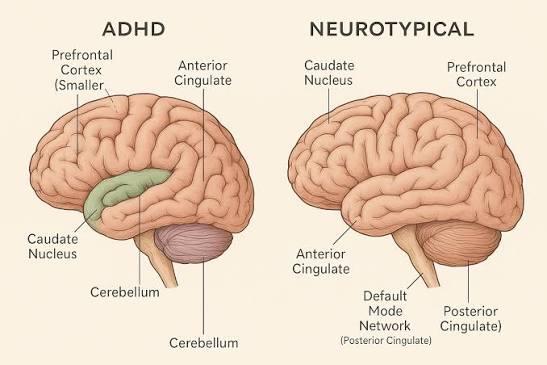 ADHD
Prefrontal
Cortex
(Smaller
Anterior
Cingulate
Caudate
Nucleus
Cerebellum
Cerebellum
NEUROTYPICAL
Caudate
Nucleus
Prefrontal
Cortex
Anterior
Cingulate
Default
Mode
Network
(Posterior Cingulate)
Posterior
Cingulate)